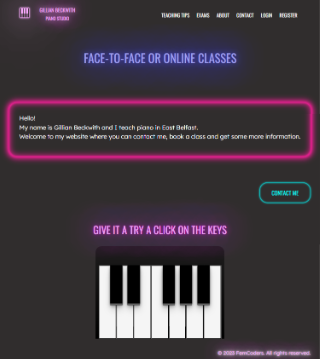 GILLIAN BECKWITH
PIANO STUDIO
TEACHING TIPS EXAMS ABOUT CONTACT LOGIN REGISTER
FACE-TO-FACE OR ONLINE CLASSES
Hello!
My name is Gillian Beckwith and I teach piano in East Belfast.
Welcome to my website where you can contact me, book a class and get some more information.
CONTACT ME
GIVE IT A TRY A CLICK ON THE KEYS
© 2020 FemCoders. All rights reserved.